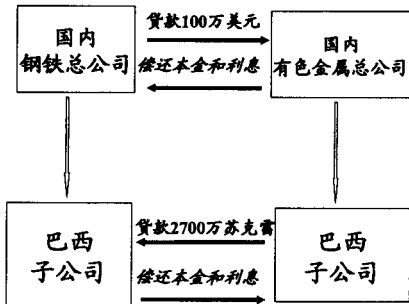 贷款100万美元
国内
钢铁总公司
偿还本金和利息
国内
有色金属总公司
贷款2700万苏克雷
巴西
子公司
偿还本金和利息
巴西
子公司